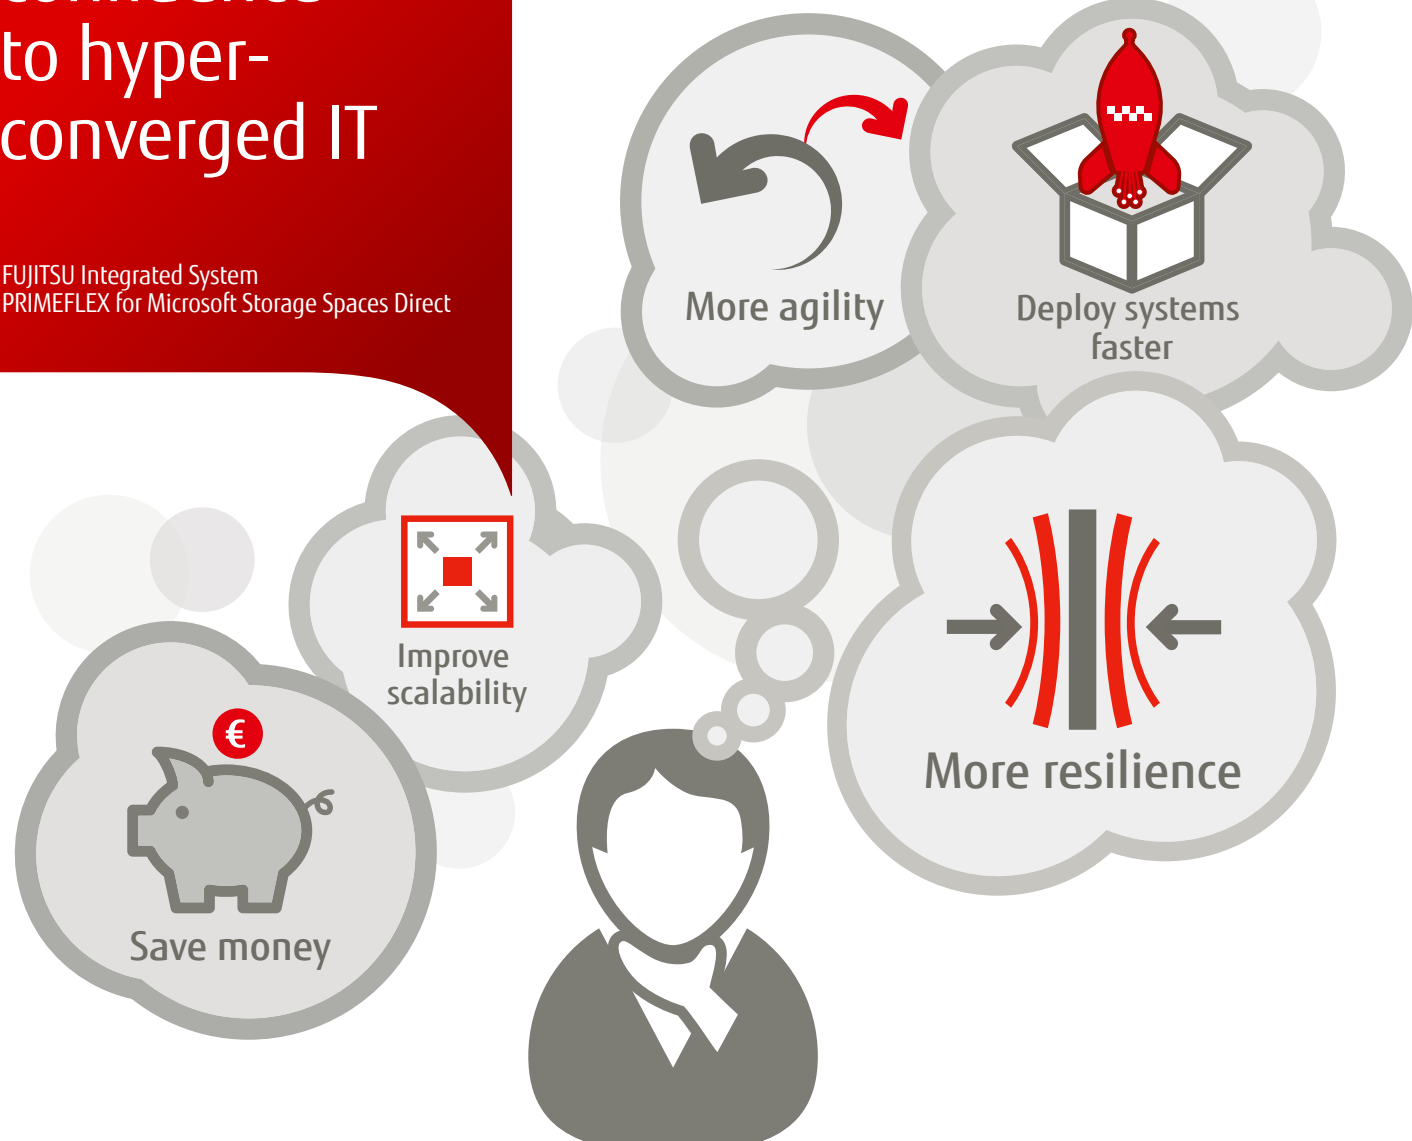 to hyper-
converged IT
FUJITSU Integrated System
PRIMEFLEX for Microsoft Storage Spaces Direct
More agility
Deploy systems
faster
Improve
scalability
More resilience
€
Save money